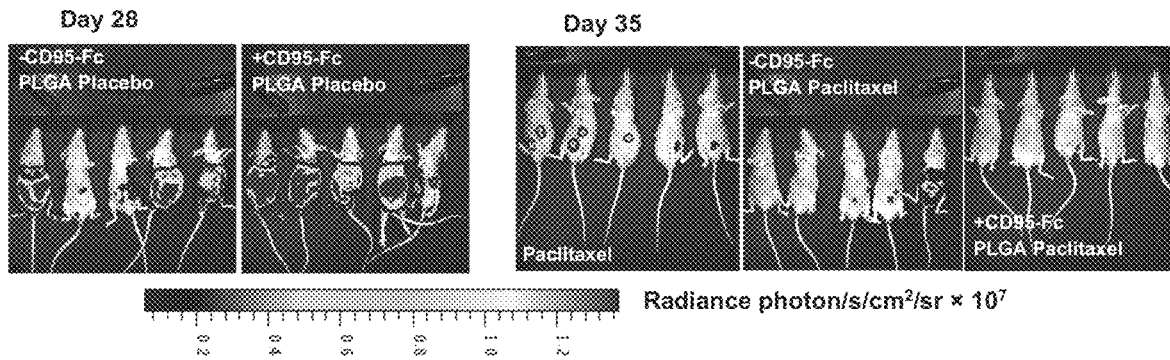 Day 28
Day 35
-CD95-Fc
PLGA Placebo
+CD95-Fc
PLGA Placebo
Paclitaxel
-CD95-Fc
PLGA Paclitaxel
+CD95-Fc
PLGA Paclitaxel
Radiance photon/s/cm²/sr × 10⁷
0.2
0.4
0.6
0.8
1.0
1.2